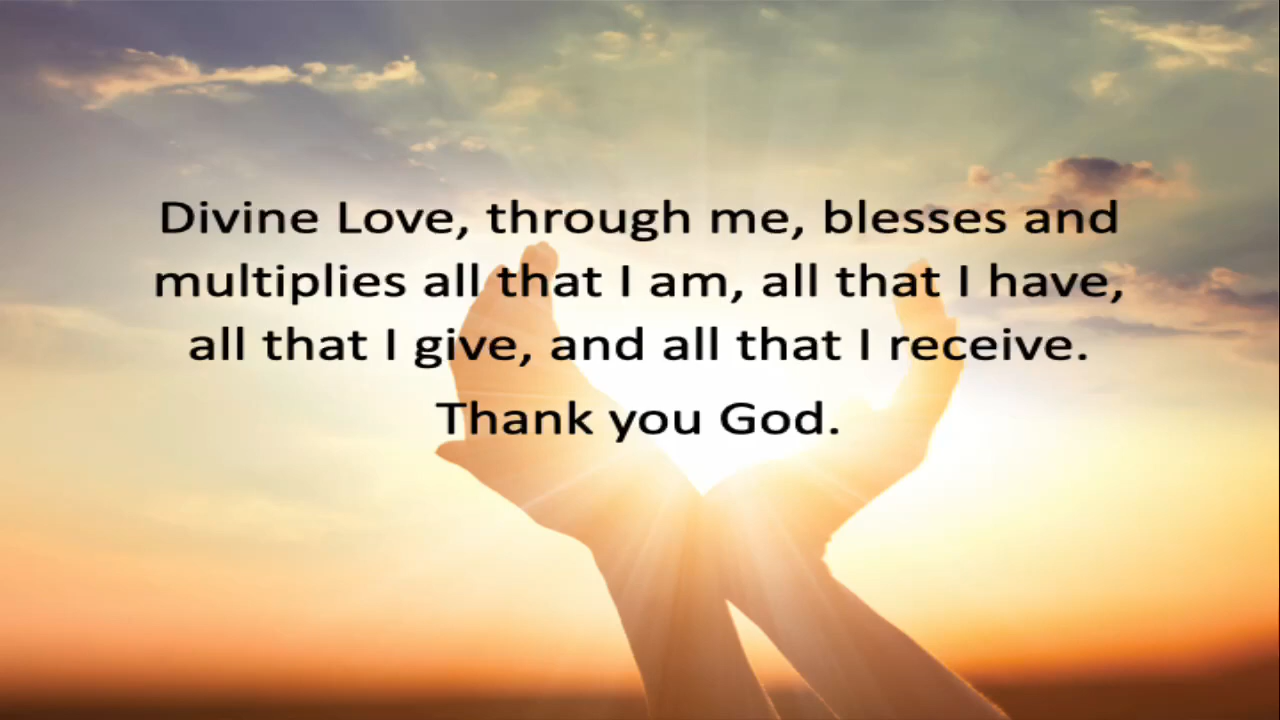 Divine Love, through me, blesses and
multiplies all that I am, all that I have,
all that I give, and all that I receive.
Thank you God.